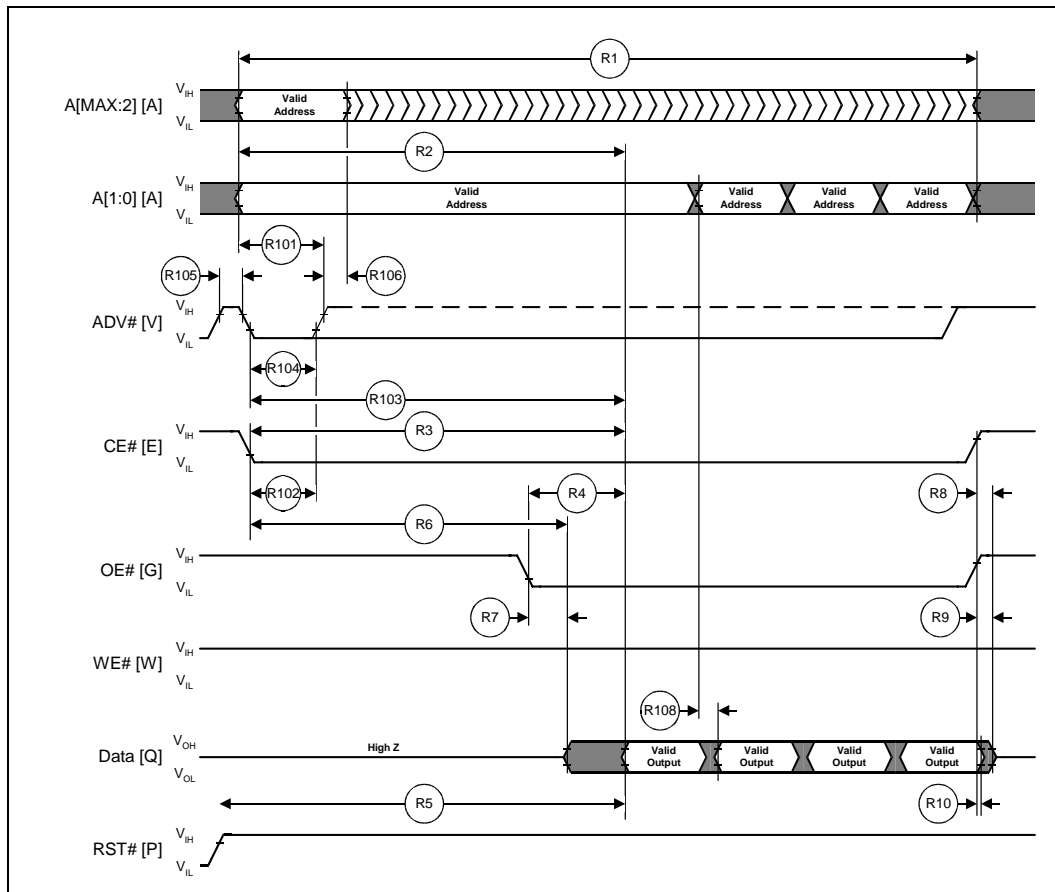 R1
V_IH
A[MAX:2] [A]
Valid
Address
V_IL
R2
V_IH
A[1:0] [A]
Valid
Address
Valid
Address
Valid
Address
Valid
Address
V_IL
R101
R105
R106
V_IH
ADV# [V]
V_IL
R104
R103
V_IH
R3
CE# [E]
V_IL
R102
R4
R8
R6
V_IH
OE# [G]
V_IL
R7
R9
V_IH
WE# [W]
V_IL
R108
V_OH
Data [Q]
High Z
Valid
Output
Valid
Output
Valid
Output
Valid
Output
V_OL
R5
R10
V_IH
RST# [P]
V_IL